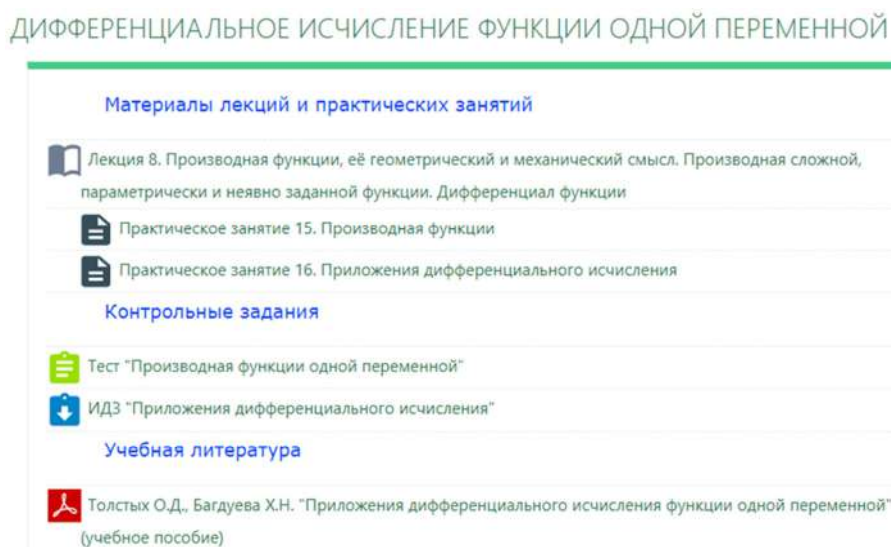 ДИФФЕРЕНЦИАЛЬНОЕ ИСЧИСЛЕНИЕ ФУНКЦИИ ОДНОЙ ПЕРЕМЕННОЙ
Материалы лекций и практических занятий
Лекция 8. Производная функции, её геометрический и механический смысл. Производная сложной,
параметрически и неявно заданной функции. Дифференциал функции
Практическое занятие 15. Производная функции
Практическое занятие 16. Приложения дифференциального исчисления
Контрольные задания
Тест "Производная функции одной переменной"
ИДЗ "Приложения дифференциального исчисления"
Учебная литература
Толстых О.Д., Багдуева Х.Н. "Приложения дифференциального исчисления функции одной переменной"
(учебное пособие)